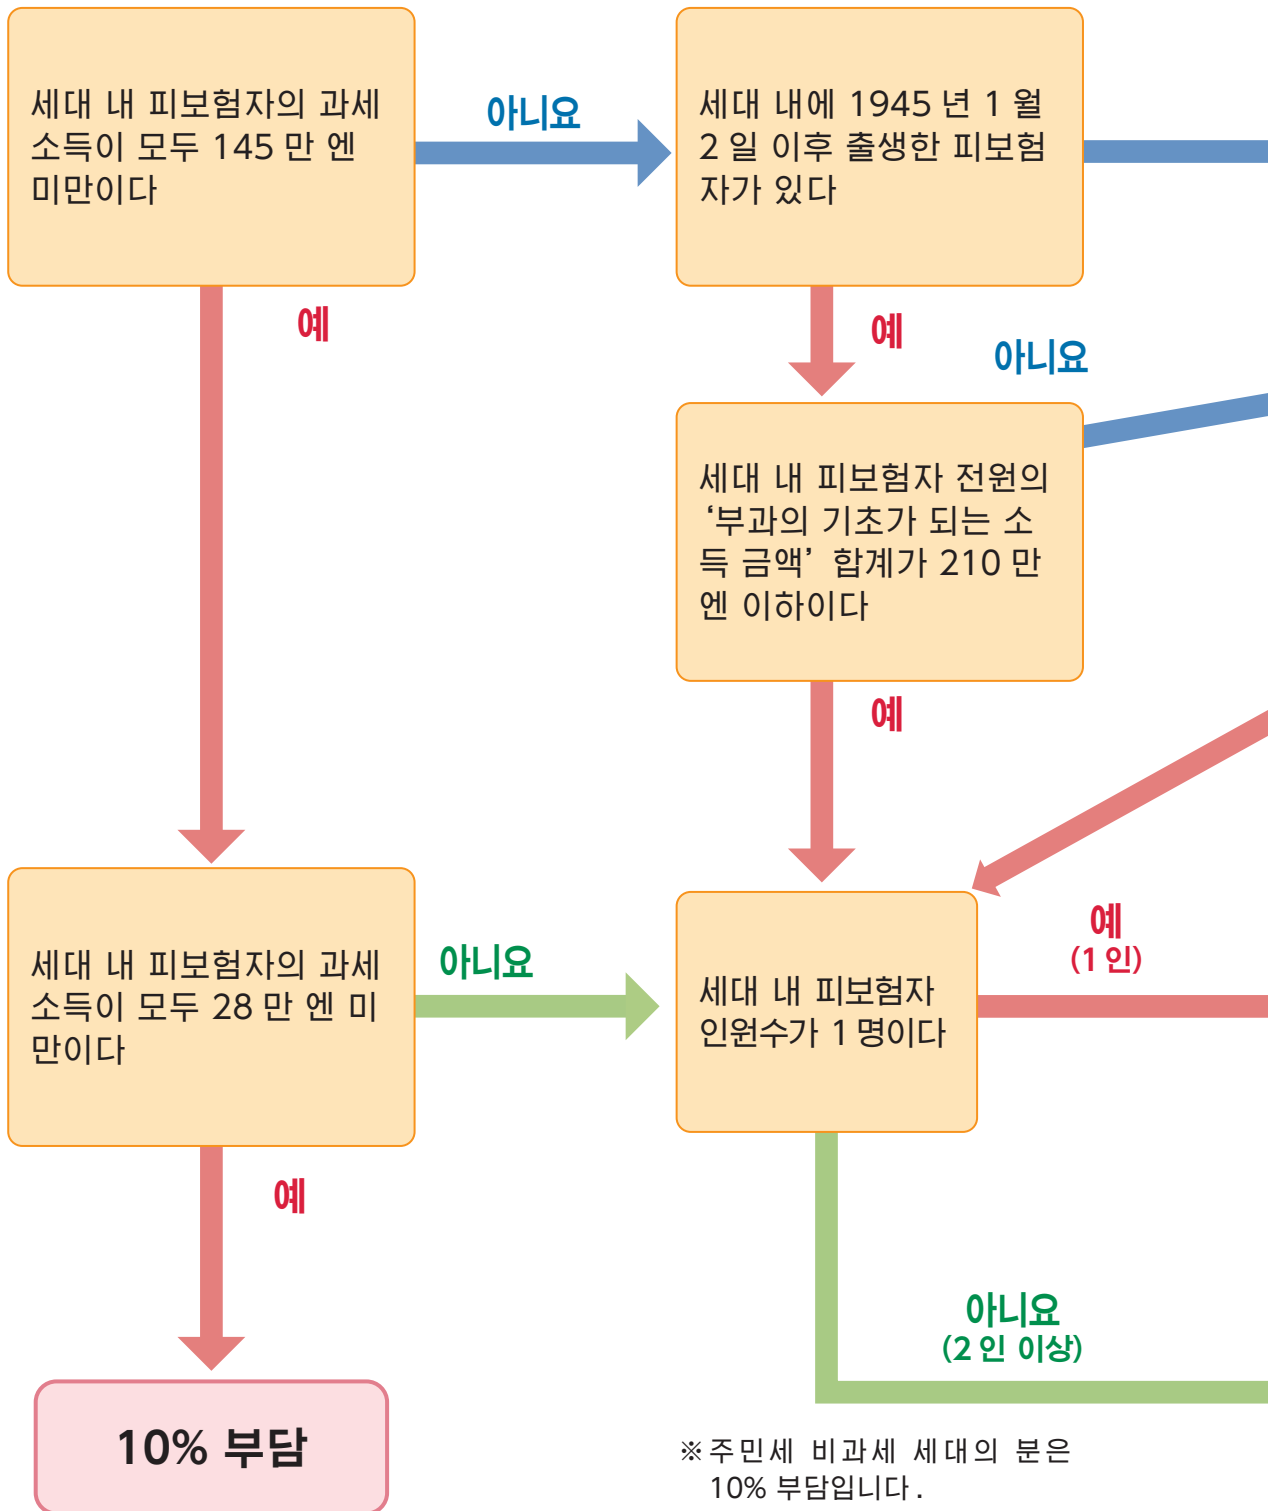 세대 내 피보험자의 과세
소득이 모두 145 만 엔
미만이다
아니요
세대 내에 1945 년 1 월
2 일 이후 출생한 피보험
자가 있다
예
예
아니요
세대 내 피보험자 전원의
‘부과의 기초가 되는 소
득 금액’ 합계가 210 만
엔 이하이다
예
세대 내 피보험자의 과세
소득이 모두 28 만 엔 미
만이다
아니요
세대 내 피보험자
인원수가 1 명이다
예
(1 인)
예
아니요
(2 인 이상)
10% 부담
※ 주민세 비과세 세대의 분은
10% 부담입니다.